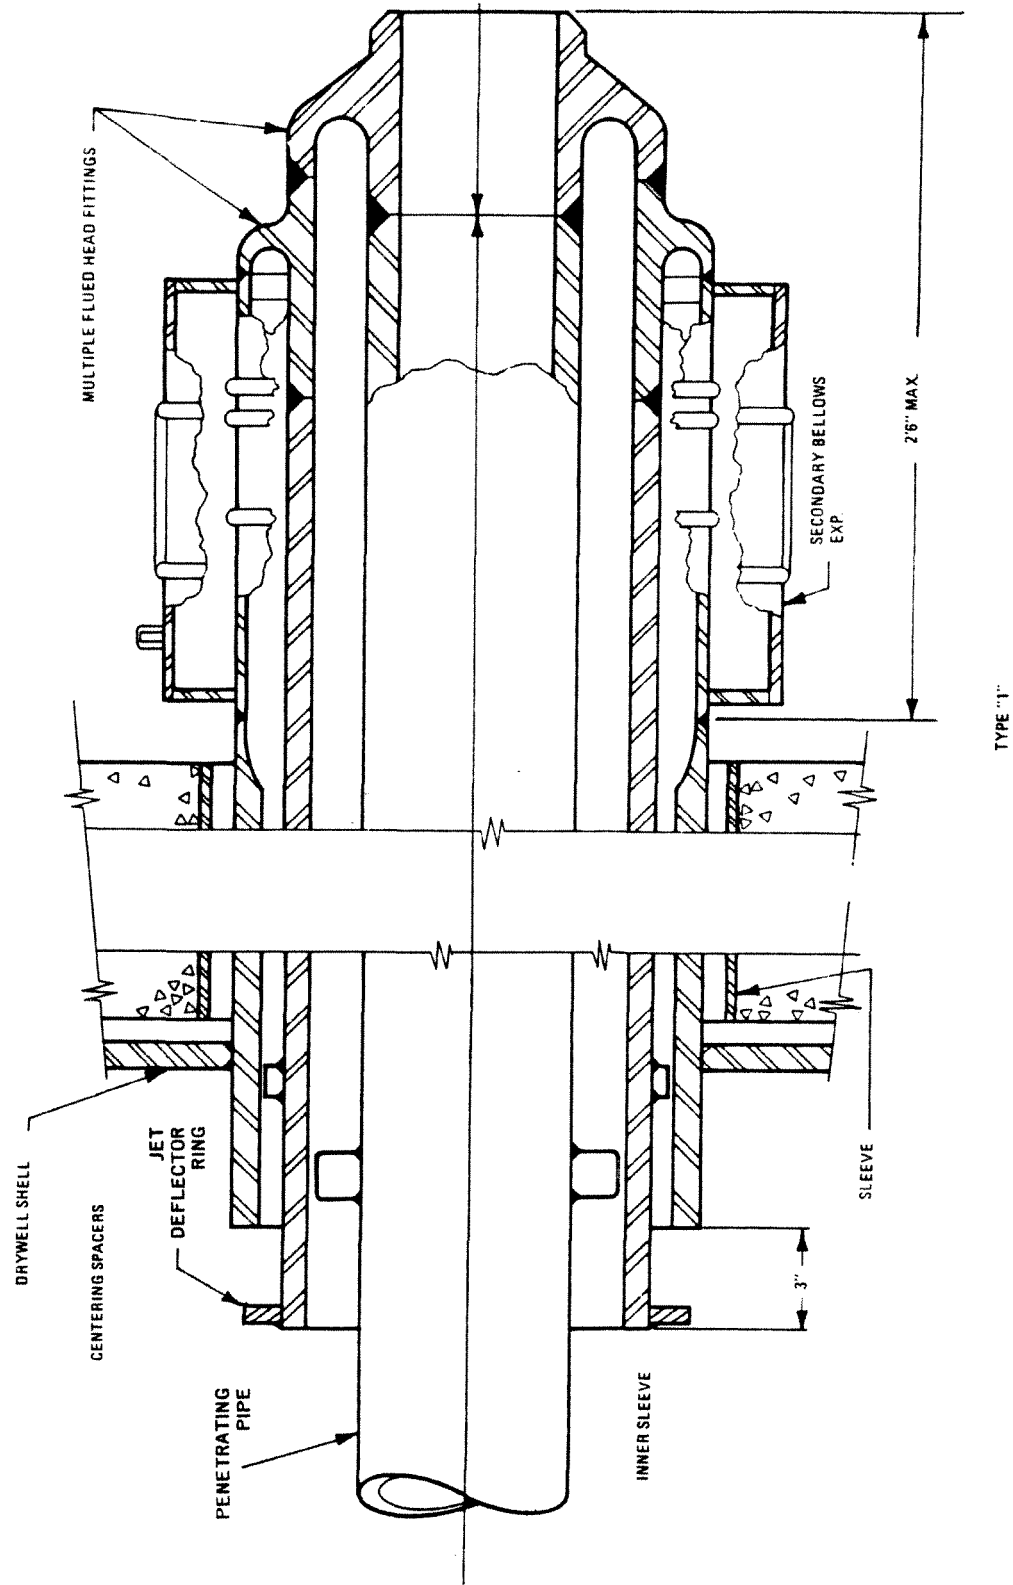 MULTIPLE FLUED HEAD FITTINGS
SECONDARY BELLOWS
EXP.
2'6" MAX.
TYPE "1"
DRYWELL SHELL
CENTERING SPACERS
JET
DEFLECTOR
RING
SLEEVE
3"
PENETRATING
PIPE
INNER SLEEVE